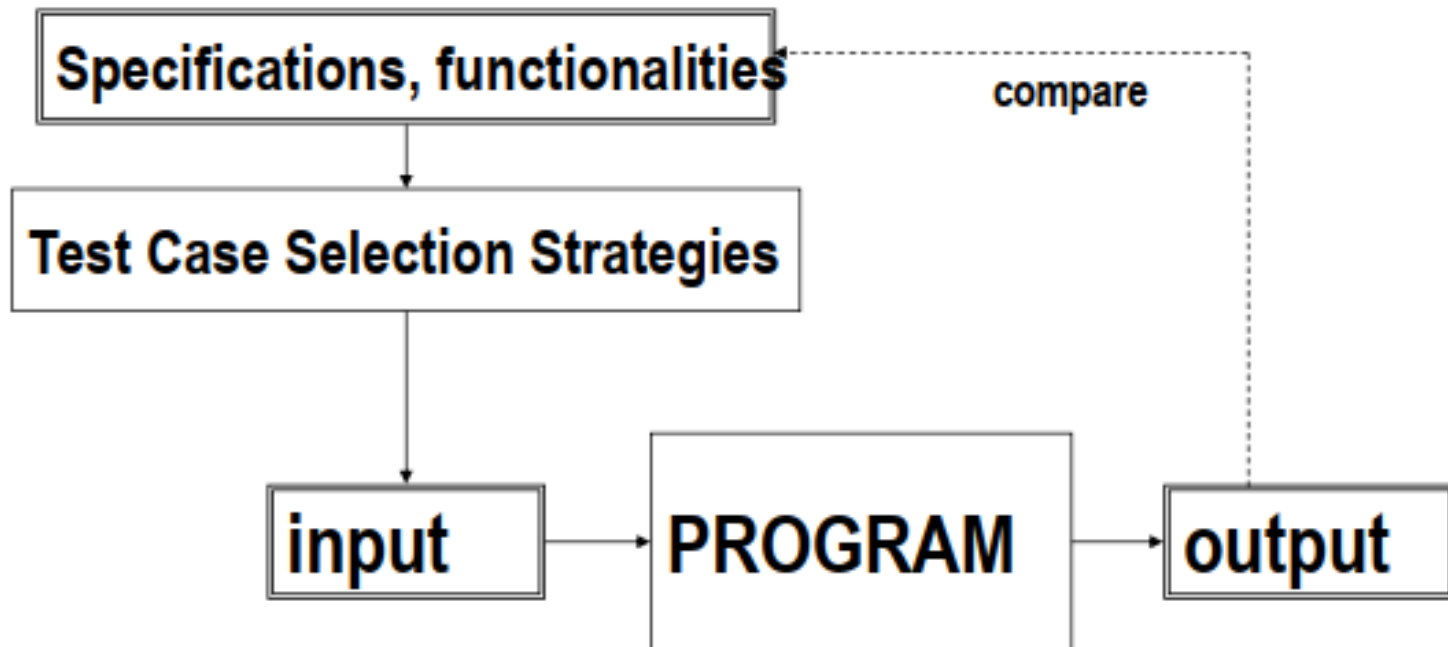 Specifications, functionalities
compare
Test Case Selection Strategies
input
PROGRAM
output